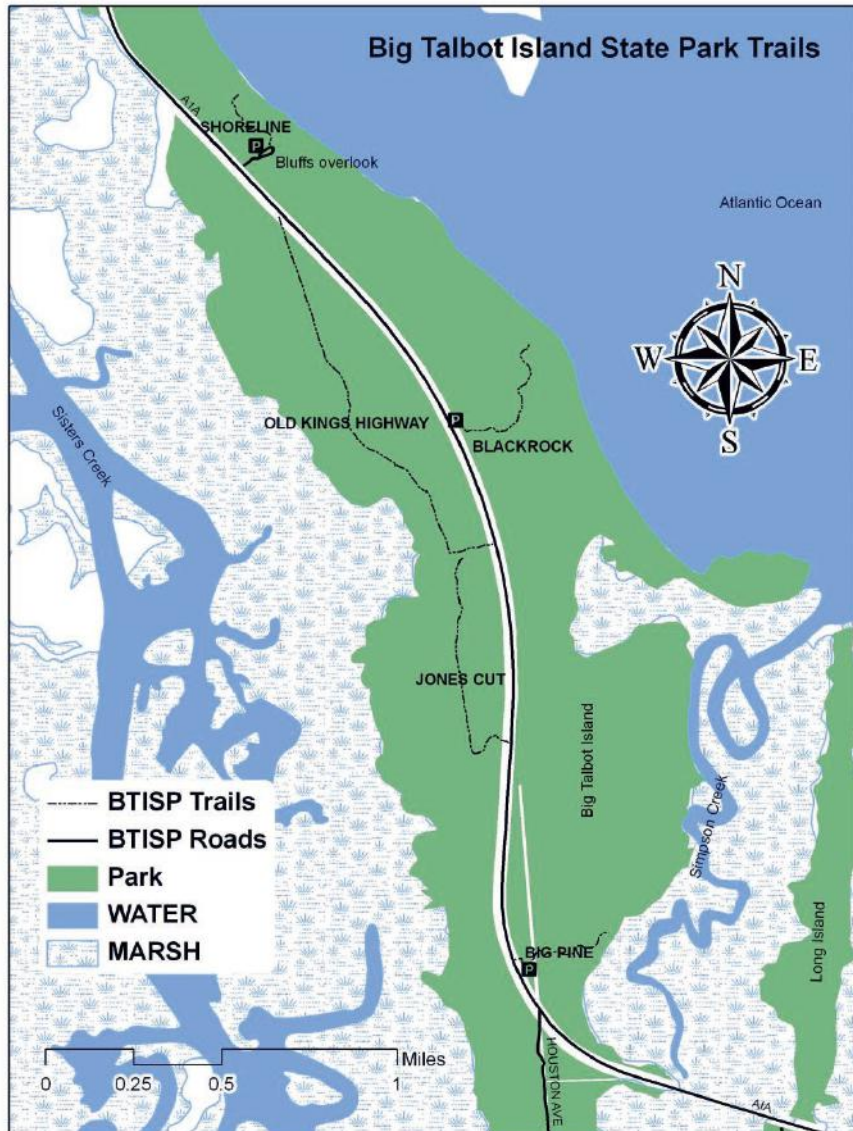 Big Talbot Island State Park Trails
A1A
SHORELINE
P
Bluffs overlook
Atlantic Ocean
N
W E
S
Sisters Creek
OLD KINGS HIGHWAY
P
BLACKROCK
JONES CUT
Big Talbot Island
Simpson Creek
Long Island
BTISP Trails
BTISP Roads
Park
WATER
MARSH
BIG PINE
P
HOUSTON AVE
A1A
Miles
0 0.25 0.5 1